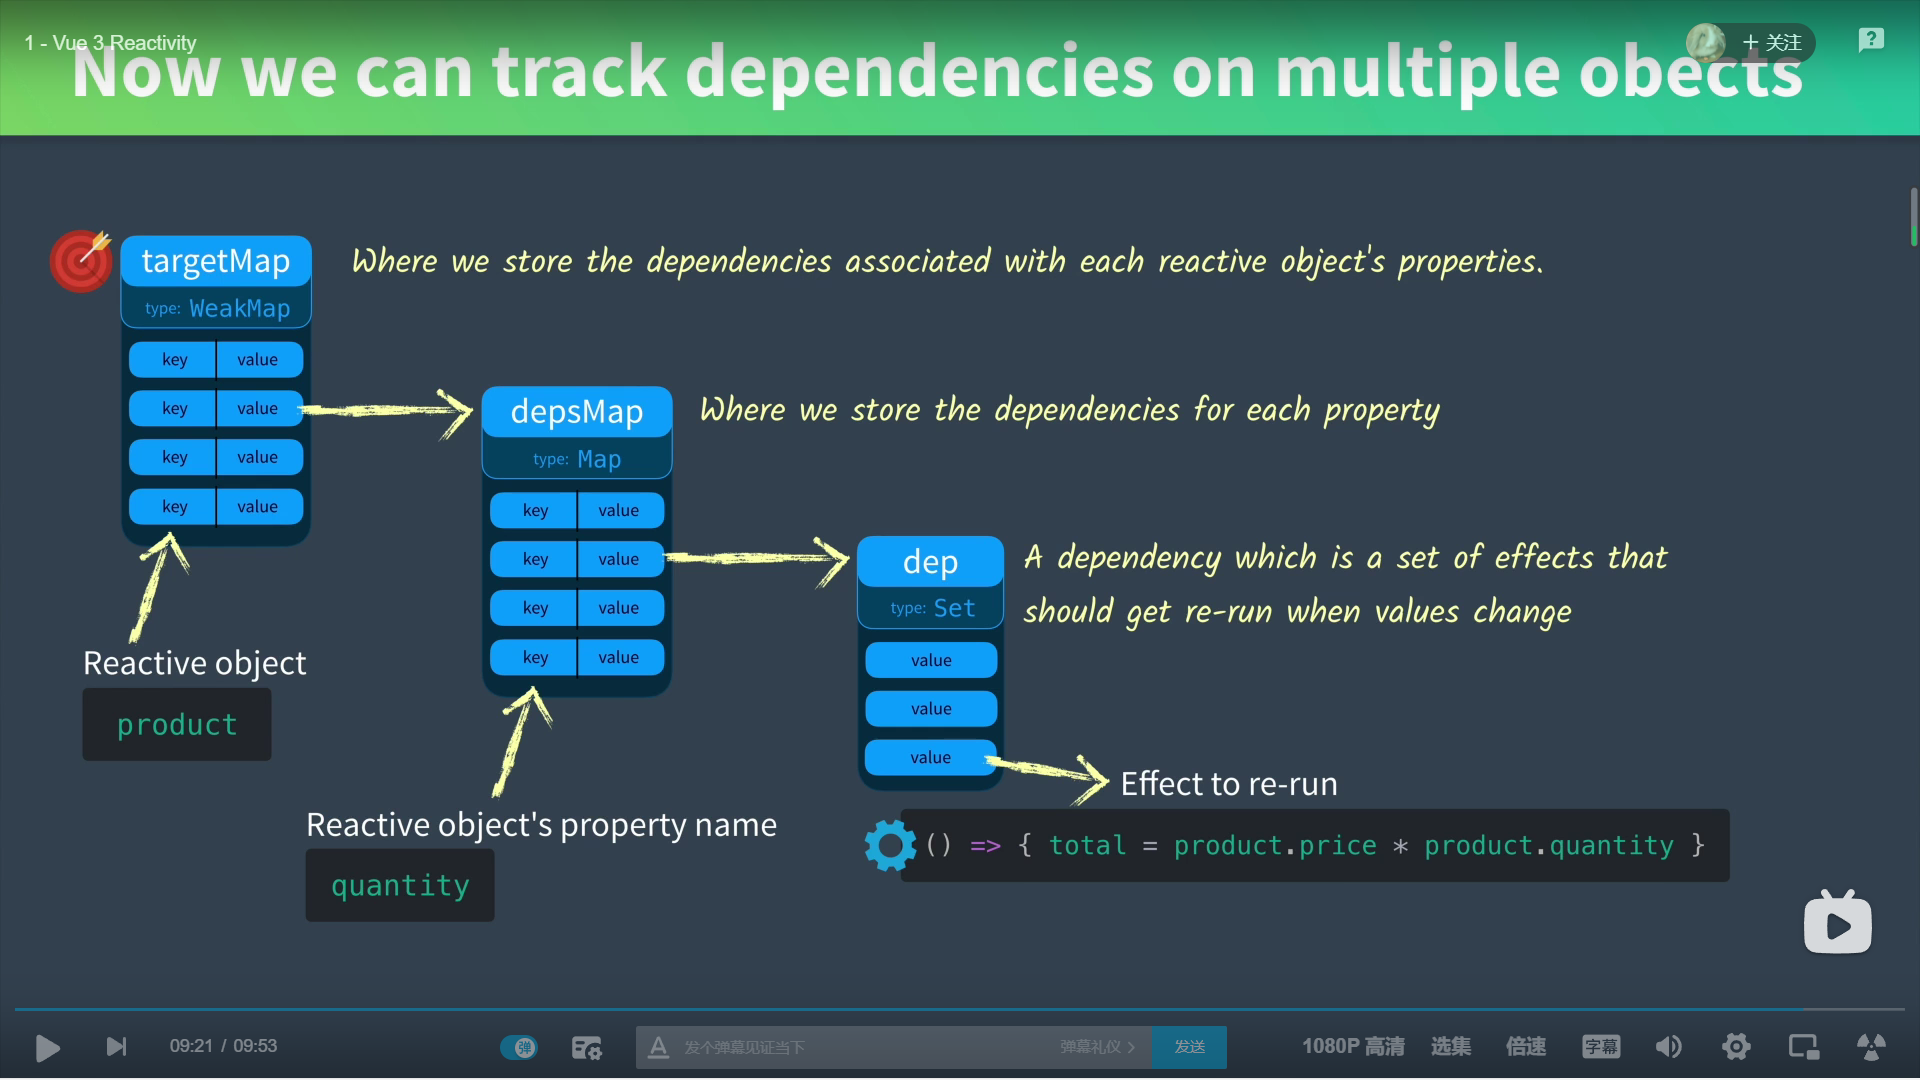 1 - Vue 3 Reactivity
+ 关注
Now we can track dependencies on multiple obects
targetMap
type: WeakMap
key value
key value
key value
key value
Where we store the dependencies associated with each reactive object's properties.
depsMap
type: Map
key value
key value
key value
key value
Where we store the dependencies for each property
dep
type: Set
value
value
value
A dependency which is a set of effects that
should get re-run when values change
Reactive object
product
Reactive object's property name
quantity
Effect to re-run
() => { total = product.price * product.quantity }
09:21 / 09:53
弹
发个弹幕见证当下
弹幕礼仪 >
发送
1080P 高清
选集
倍速
字幕